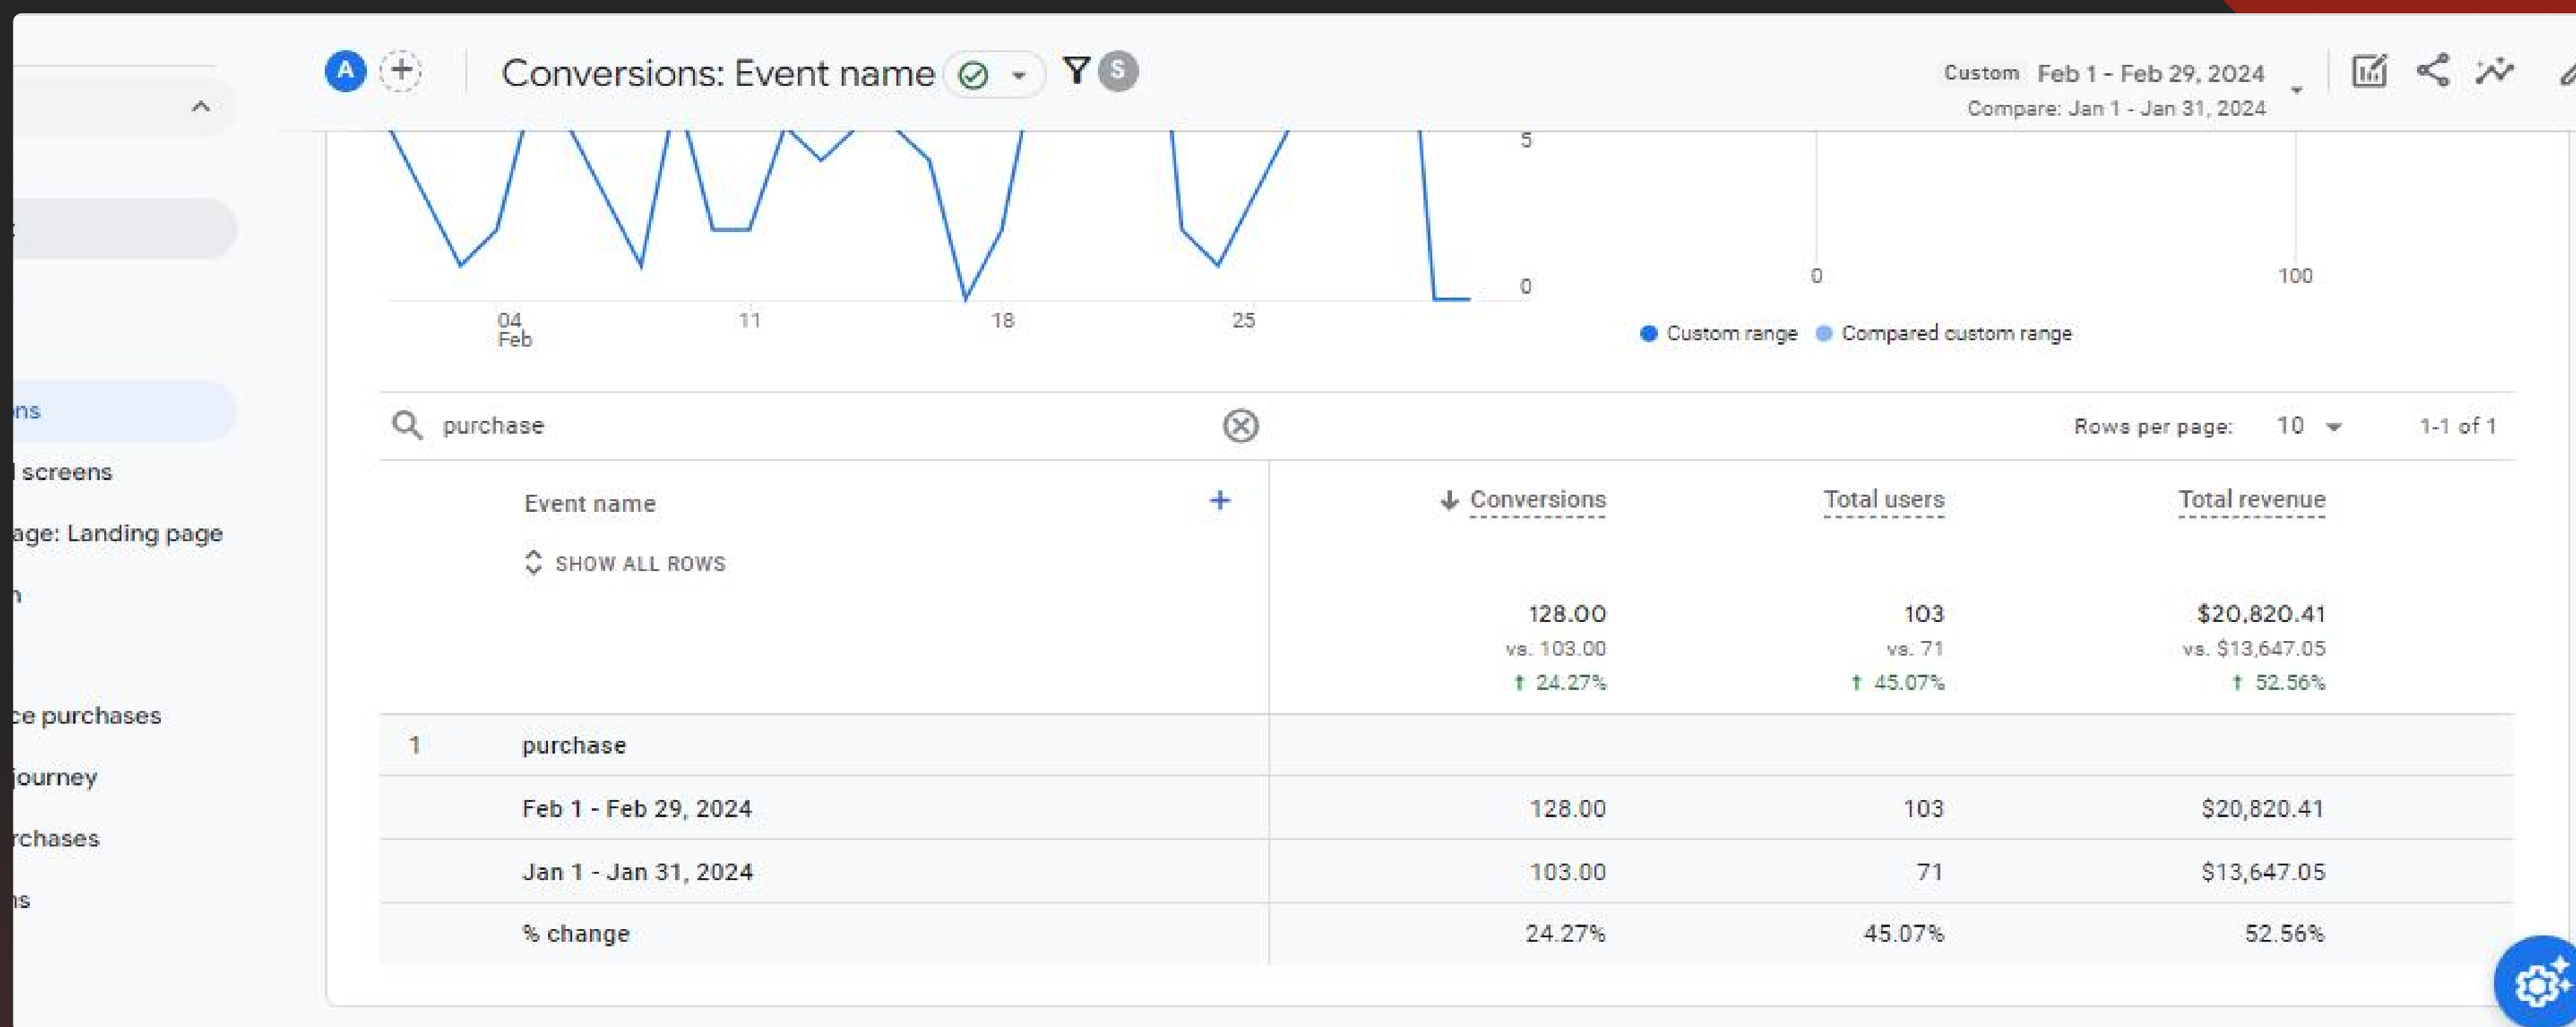 A
Conversions: Event name
S
Custom Feb 1 - Feb 29, 2024
Compare: Jan 1 - Jan 31, 2024
5
0
04
Feb
11
18
25
0
100
Custom range
Compared custom range
ns
screens
age: Landing page
n
ce purchases
journey
rchases
ns
purchase
Rows per page: 10
1-1 of 1
Event name
+
Conversions
Total users
Total revenue
SHOW ALL ROWS
128.00 103 $20,820.41
vs. 103.00 vs. 71 vs. $13,647.05
↑ 24.27% ↑ 45.07% ↑ 52.56%
1 purchase
Feb 1 - Feb 29, 2024 128.00 103 $20,820.41
Jan 1 - Jan 31, 2024 103.00 71 $13,647.05
% change 24.27% 45.07% 52.56%